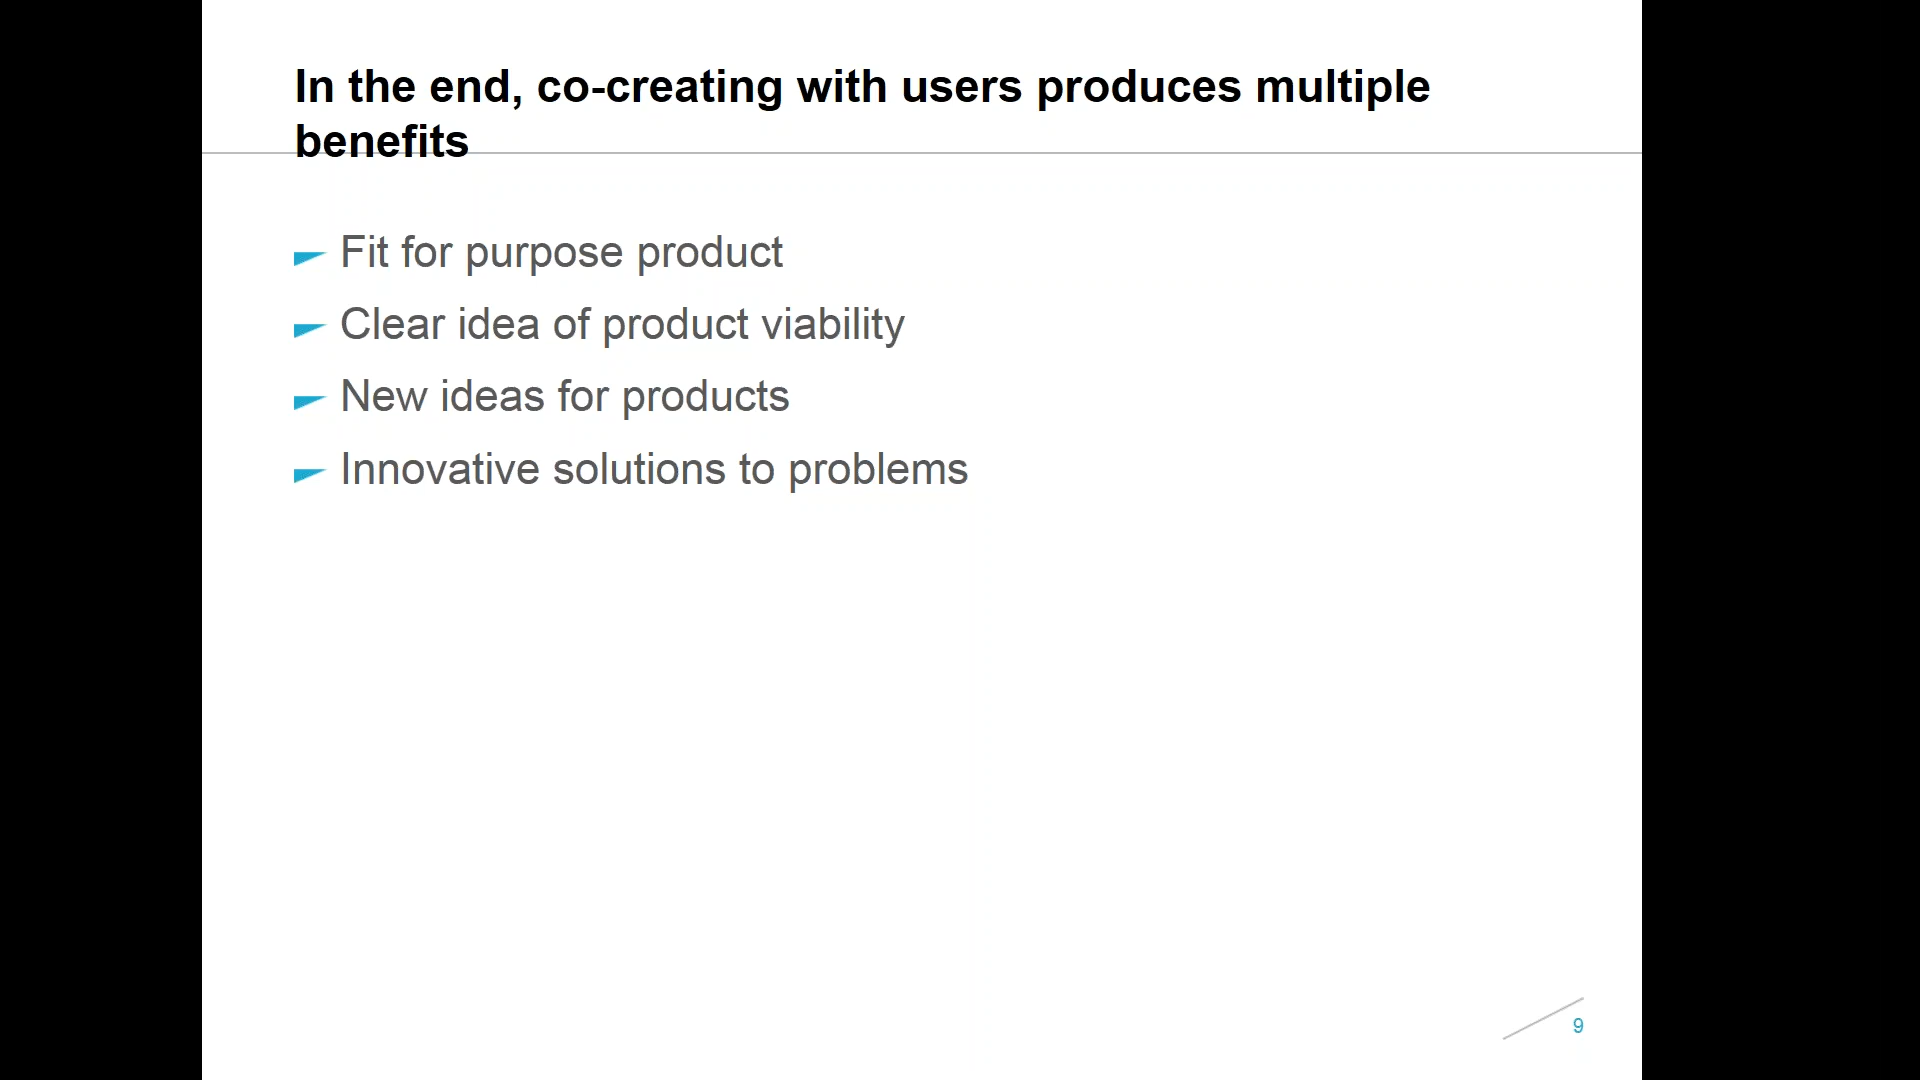 In the end, co-creating with users produces multiple
benefits
Fit for purpose product
Clear idea of product viability
New ideas for products
Innovative solutions to problems
9